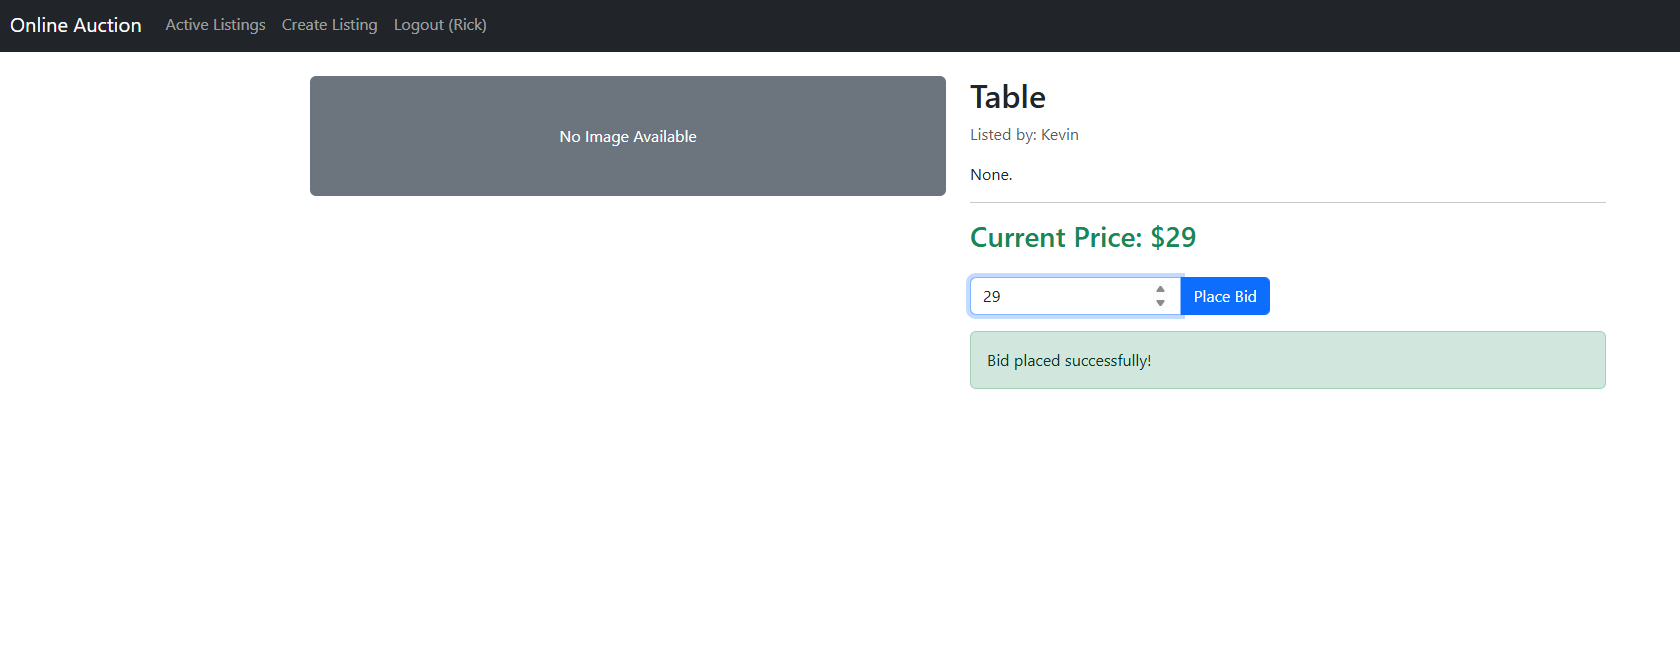 Online Auction Active Listings Create Listing Logout (Rick)
No Image Available
Table
Listed by: Kevin
None.
Current Price: $29
29 Place Bid
Bid placed successfully!